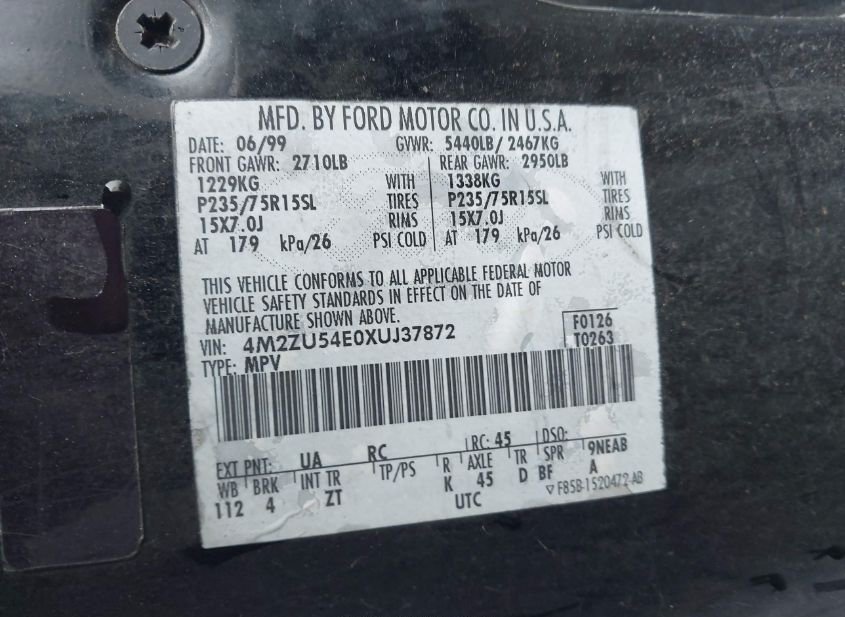 MFD. BY FORD MOTOR CO. IN U.S.A.
DATE: 06/99 GVWR: 5440LB/ 2467KG
FRONT GAWR: 2710LB REAR GAWR: 2950LB
1229KG WITH 1338KG WITH
P235/75R15SL TIRES P235/75R15SL TIRES
15X7.0J RIMS 15X7.0J RIMS
AT 179 kPa/26 PSI COLD AT 179 kPa/26 PSI COLD
THIS VEHICLE CONFORMS TO ALL APPLICABLE FEDERAL MOTOR
VEHICLE SAFETY STANDARDS IN EFFECT ON THE DATE OF
MANUFACTURE SHOWN ABOVE.
VIN: 4M2ZU54E0XUJ37872 F0126
TYPE: MPV T0263
EXT PNT: UA RC RC: 45 DSO:
WB BRK INT TR TP/PS R AXLE TR SPR 9NEAB
112 4 ZT K 45 D BF A
UTC ▽F85B-1520472-AB